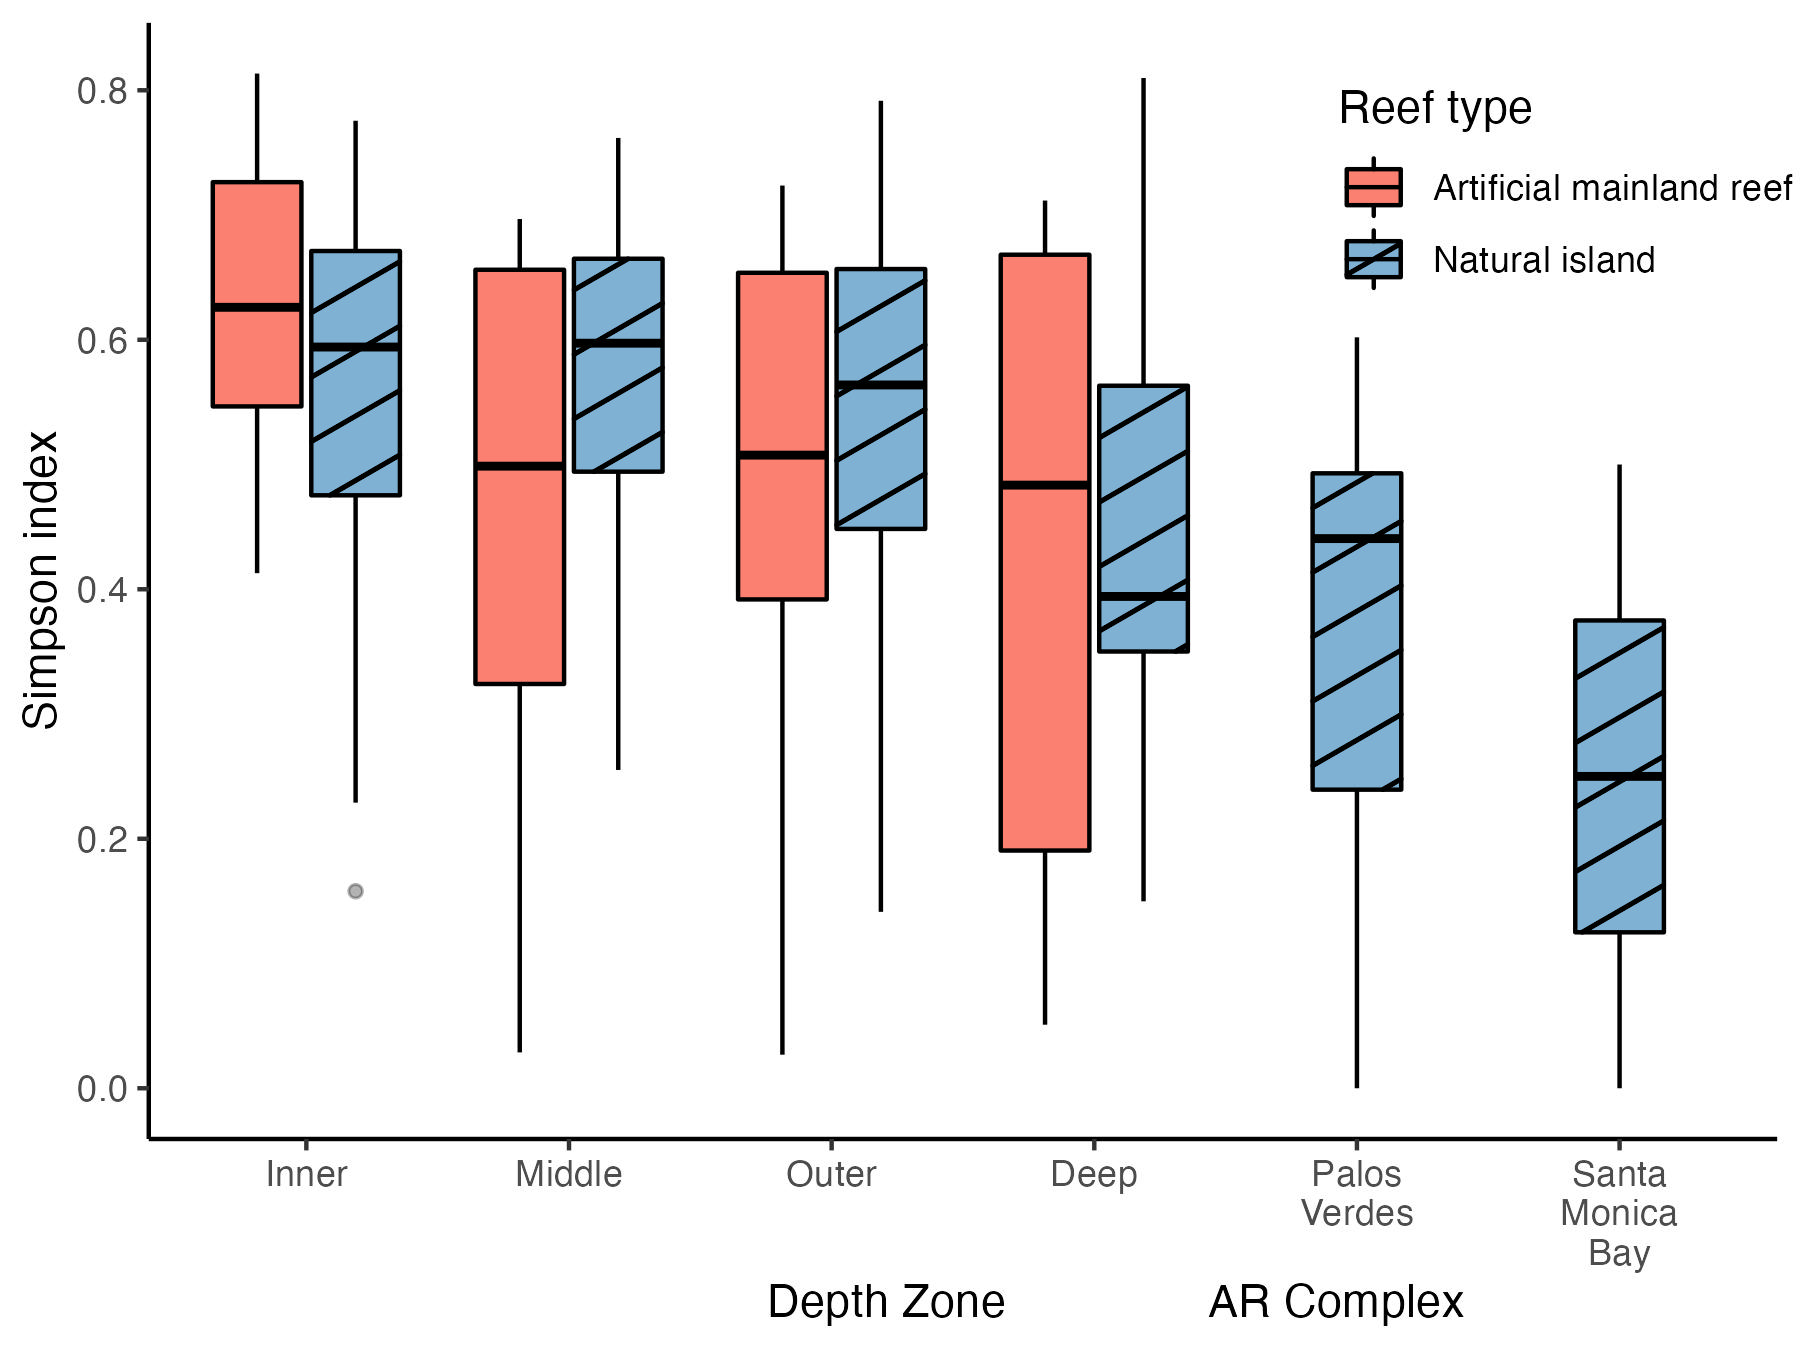 Simpson index
0.8
0.6
0.4
0.2
0.0
Reef type
Artificial mainland reef
Natural island
Inner
Middle
Outer
Deep
Palos
Verdes
Santa
Monica
Bay
Depth Zone
AR Complex